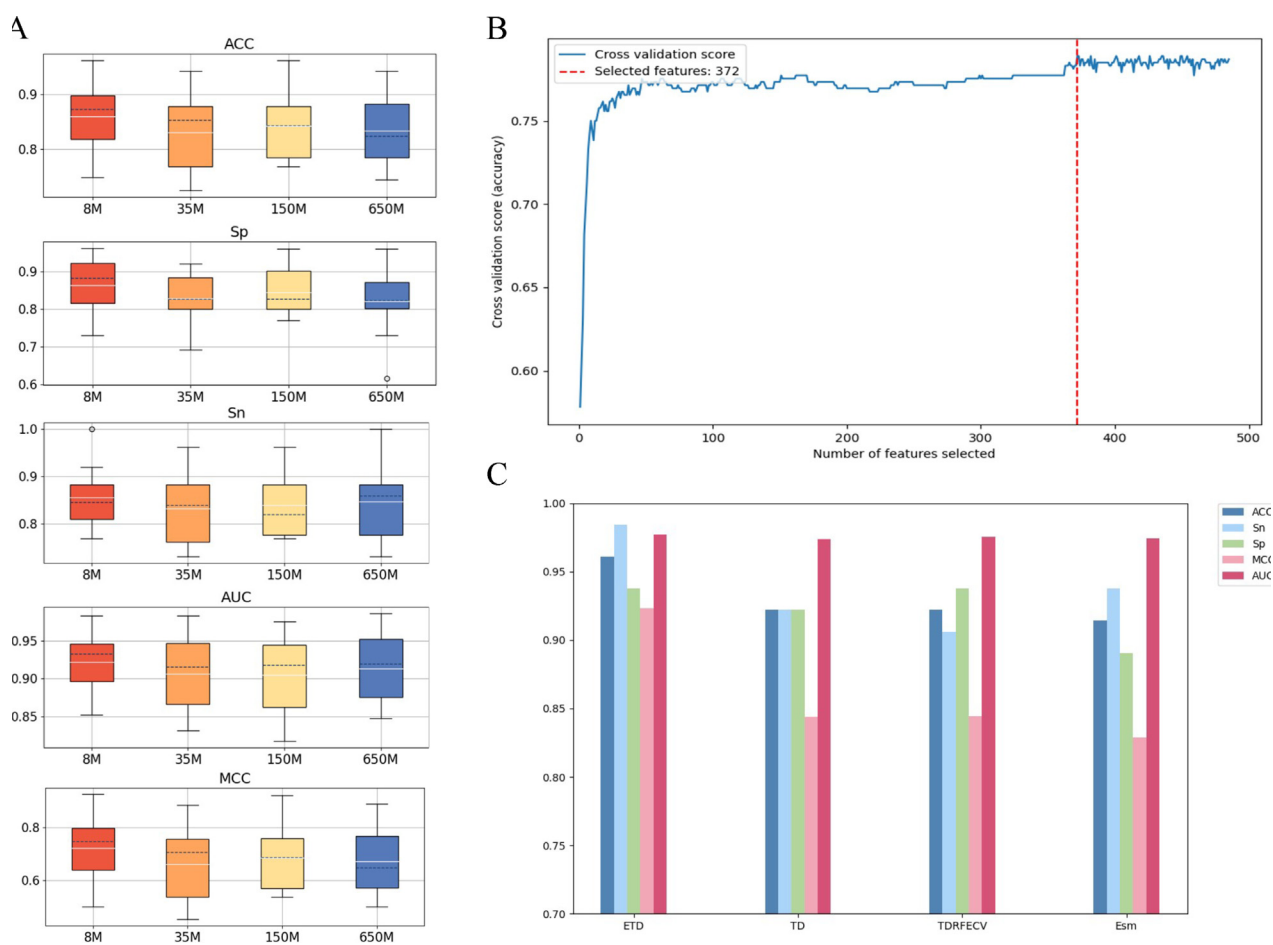 A
ACC
0.9
0.8
8M 35M 150M 650M
Sp
0.9
0.8
0.6
8M 35M 150M 650M
Sn
1.0
0.9
0.8
8M 35M 150M 650M
AUC
0.95
0.90
0.85
8M 35M 150M 650M
MCC
0.8
0.6
8M 35M 150M 650M
B
Cross validation score
Selected features: 372
Cross validation score (accuracy)
0.75
0.70
0.65
0.60
0 100 200 300 400 500
Number of features selected
C
1.00
0.95
0.90
0.85
0.80
0.75
0.70
ETD TD TDRFECV Esm
ACC
Sn
Sp
MCC
AUC